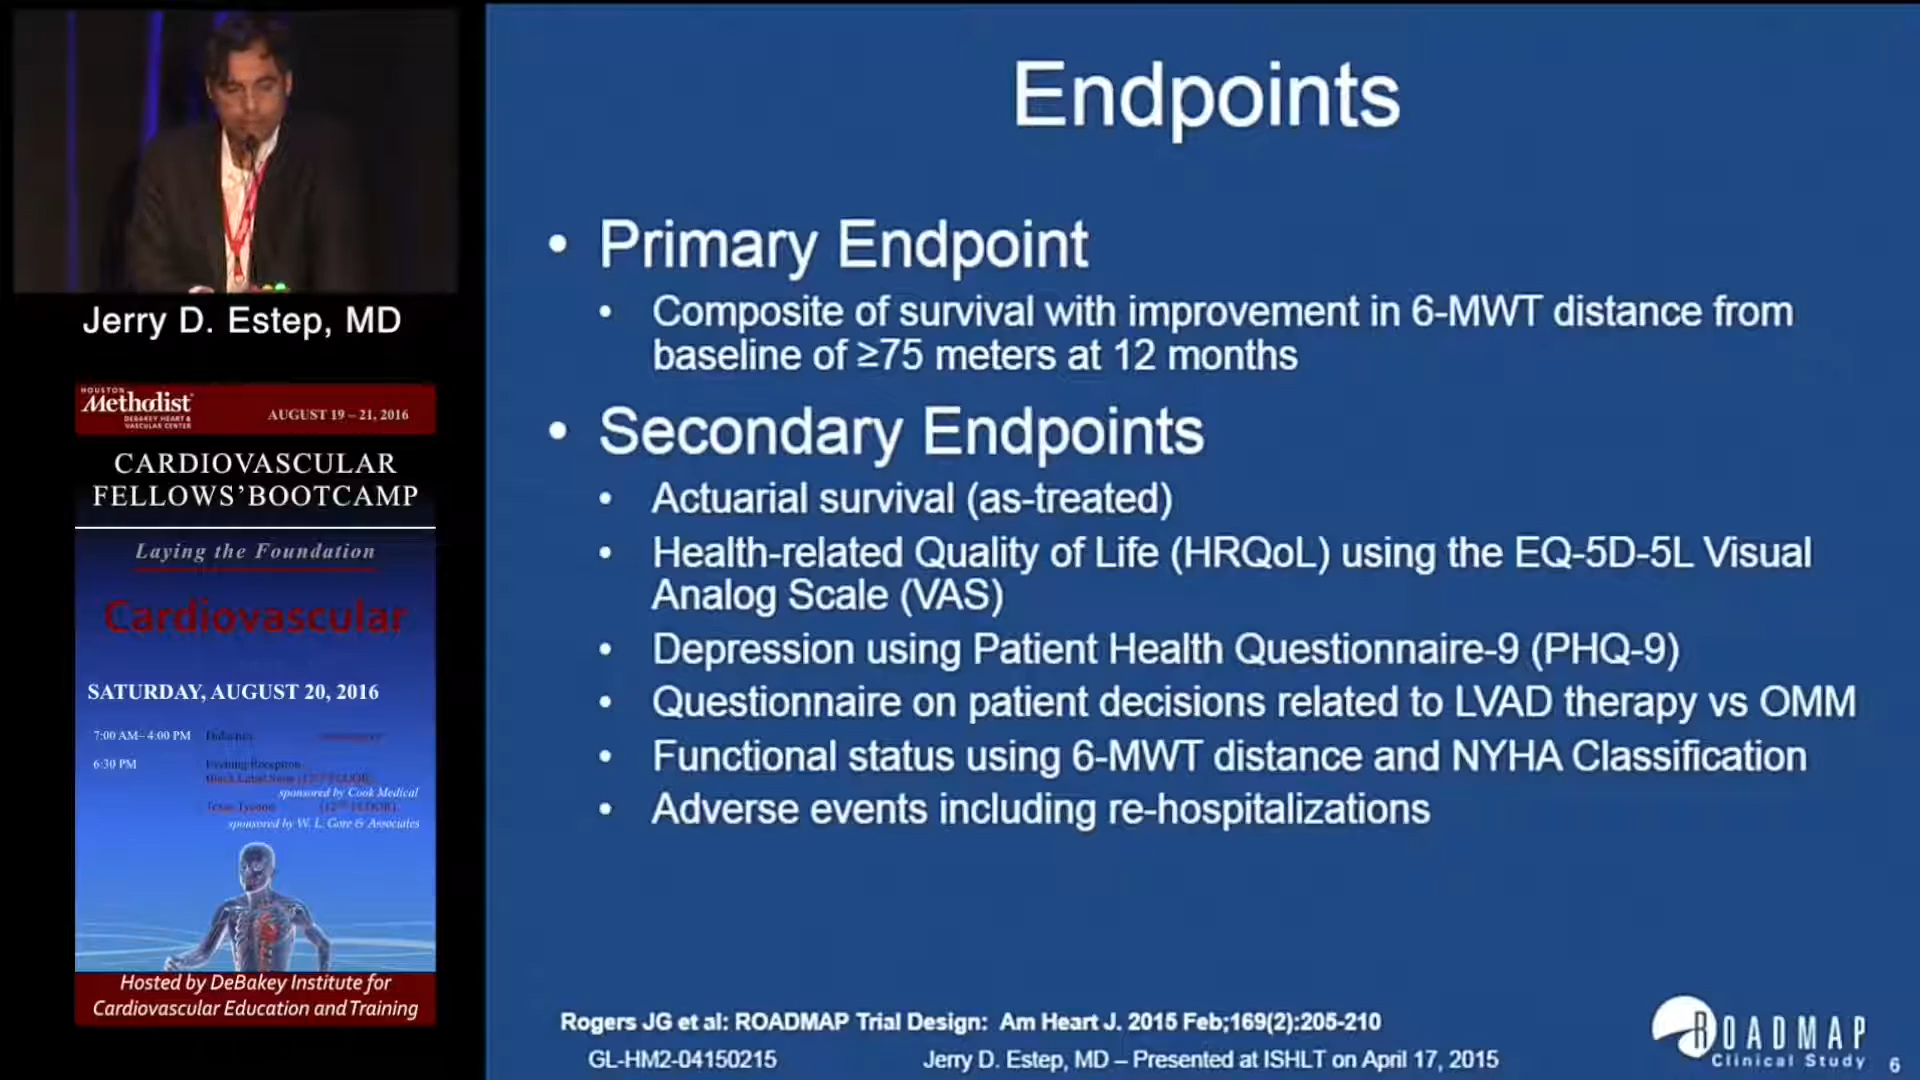 Jerry D. Estep, MD
HOUSTON
Methodist
DEBAKEY HEART &
VASCULAR CENTER
AUGUST 19 – 21, 2016
CARDIOVASCULAR
FELLOWS' BOOTCAMP
Laying the Foundation
Cardiovascular
SATURDAY, AUGUST 20, 2016
7:00 AM– 4:00 PM
6:30 PM Evening Reception
sponsored by Cook Medical
sponsored by W. L. Gore & Associates
Hosted by DeBakey Institute for
Cardiovascular Education and Training
Endpoints
• Primary Endpoint
• Composite of survival with improvement in 6-MWT distance from
baseline of ≥75 meters at 12 months
• Secondary Endpoints
• Actuarial survival (as-treated)
• Health-related Quality of Life (HRQoL) using the EQ-5D-5L Visual
Analog Scale (VAS)
• Depression using Patient Health Questionnaire-9 (PHQ-9)
• Questionnaire on patient decisions related to LVAD therapy vs OMM
• Functional status using 6-MWT distance and NYHA Classification
• Adverse events including re-hospitalizations
Rogers JG et al: ROADMAP Trial Design: Am Heart J. 2015 Feb;169(2):205-210
GL-HM2-04150215 Jerry D. Estep, MD – Presented at ISHLT on April 17, 2015
ROADMAP
Clinical Study
6